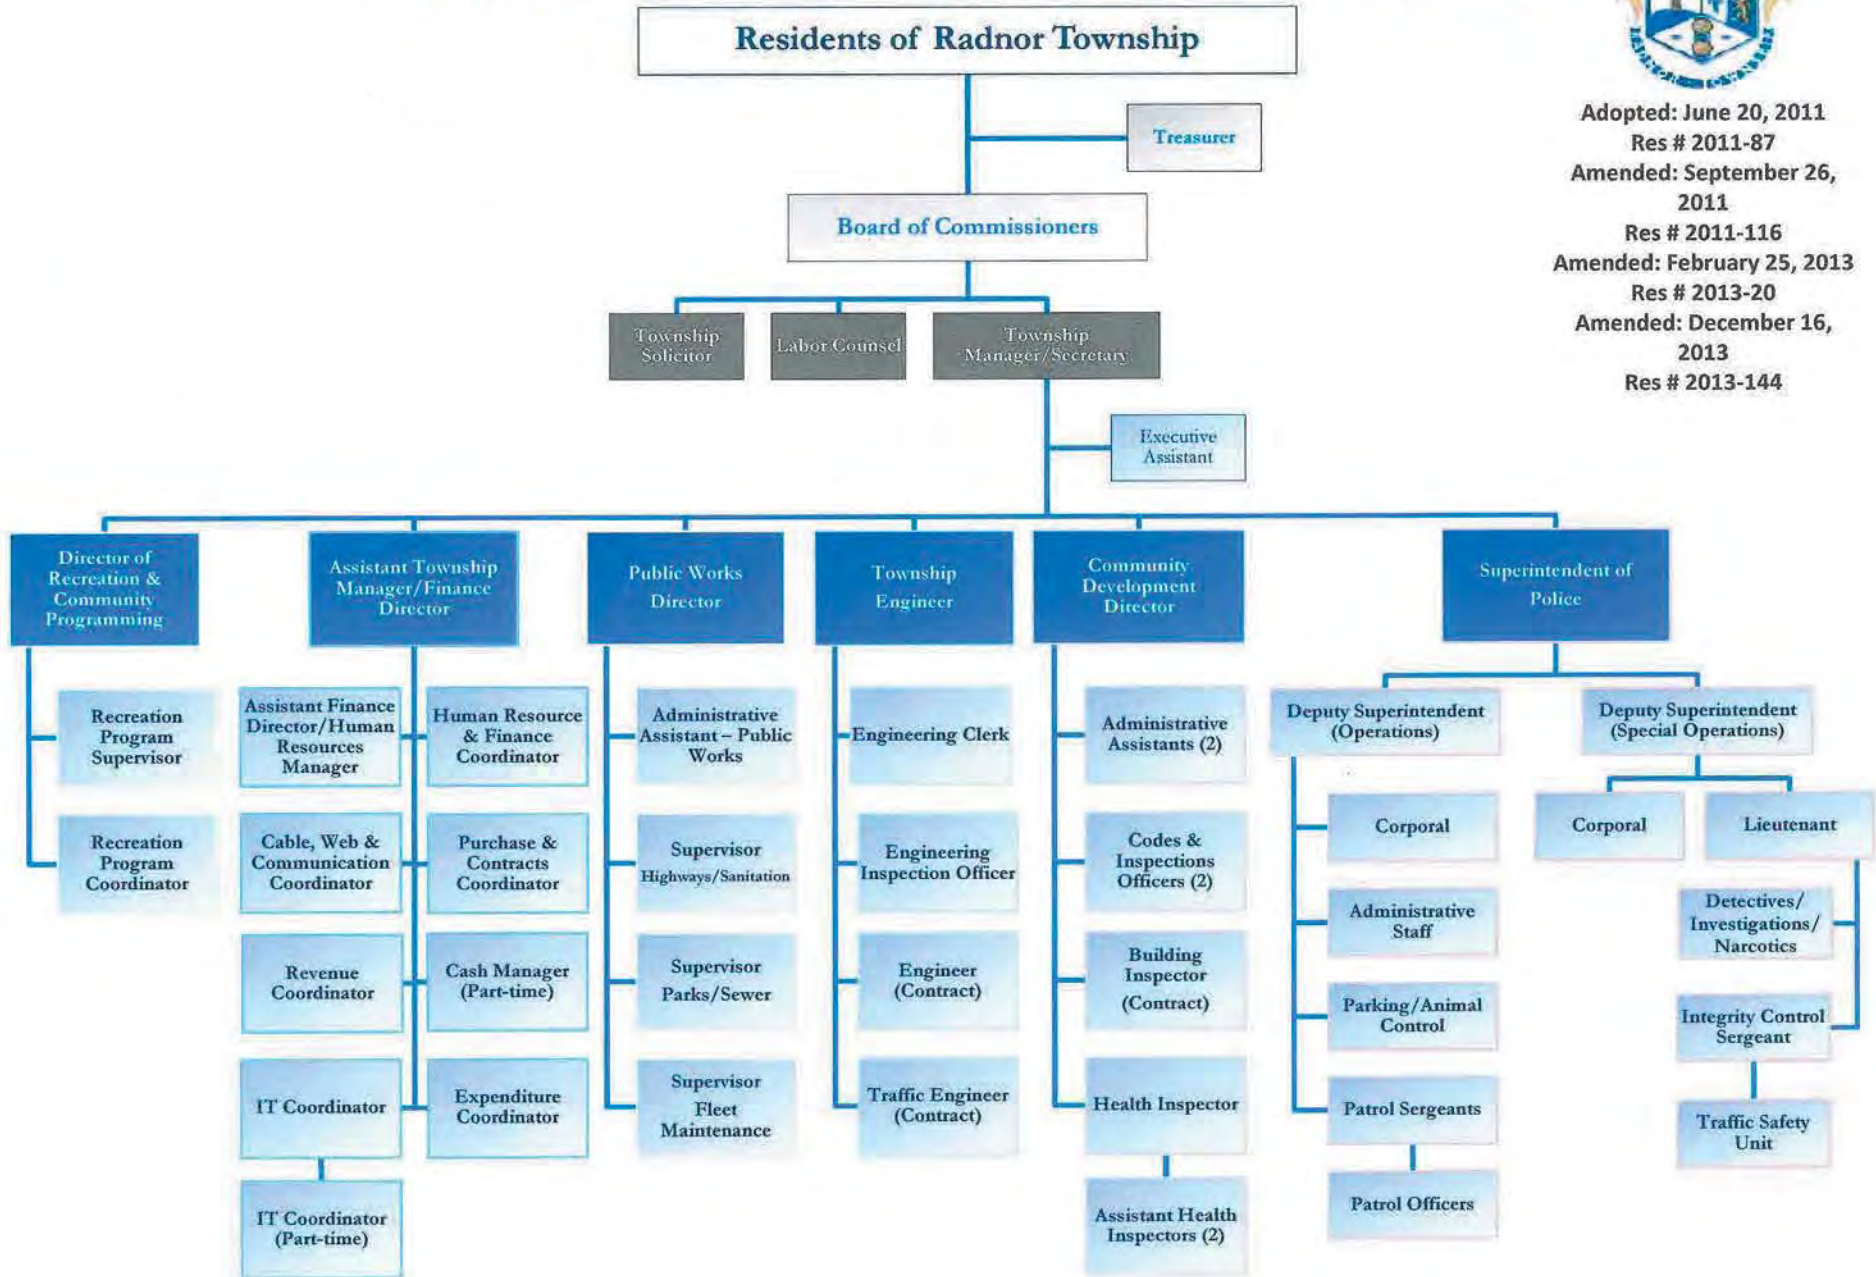 Residents of Radnor Township
Treasurer
Board of Commissioners
Township
Solicitor
Labor Counsel
Township
Manager/Secretary
Executive
Assistant
Adopted: June 20, 2011
Res # 2011-87
Amended: September 26,
2011
Res # 2011-116
Amended: February 25, 2013
Res # 2013-20
Amended: December 16,
2013
Res # 2013-144
Director of
Recreation &
Community
Programming
Assistant Township
Manager/Finance
Director
Public Works
Director
Township
Engineer
Community
Development
Director
Superintendent of
Police
Recreation
Program
Supervisor
Recreation
Program
Coordinator
Assistant Finance
Director/Human
Resources
Manager
Human Resource
& Finance
Coordinator
Cable, Web &
Communication
Coordinator
Purchase &
Contracts
Coordinator
Revenue
Coordinator
Cash Manager
(Part-time)
IT Coordinator
Expenditure
Coordinator
IT Coordinator
(Part-time)
Administrative
Assistant – Public
Works
Supervisor
Highways/Sanitation
Supervisor
Parks/Sewer
Supervisor
Fleet
Maintenance
Engineering Clerk
Engineering
Inspection Officer
Engineer
(Contract)
Traffic Engineer
(Contract)
Administrative
Assistants (2)
Codes &
Inspections
Officers (2)
Building
Inspector
(Contract)
Health Inspector
Assistant Health
Inspectors (2)
Deputy Superintendent
(Operations)
Corporal
Administrative
Staff
Parking/Animal
Control
Patrol Sergeants
Patrol Officers
Deputy Superintendent
(Special Operations)
Corporal
Lieutenant
Detectives/
Investigations/
Narcotics
Integrity Control
Sergeant
Traffic Safety
Unit